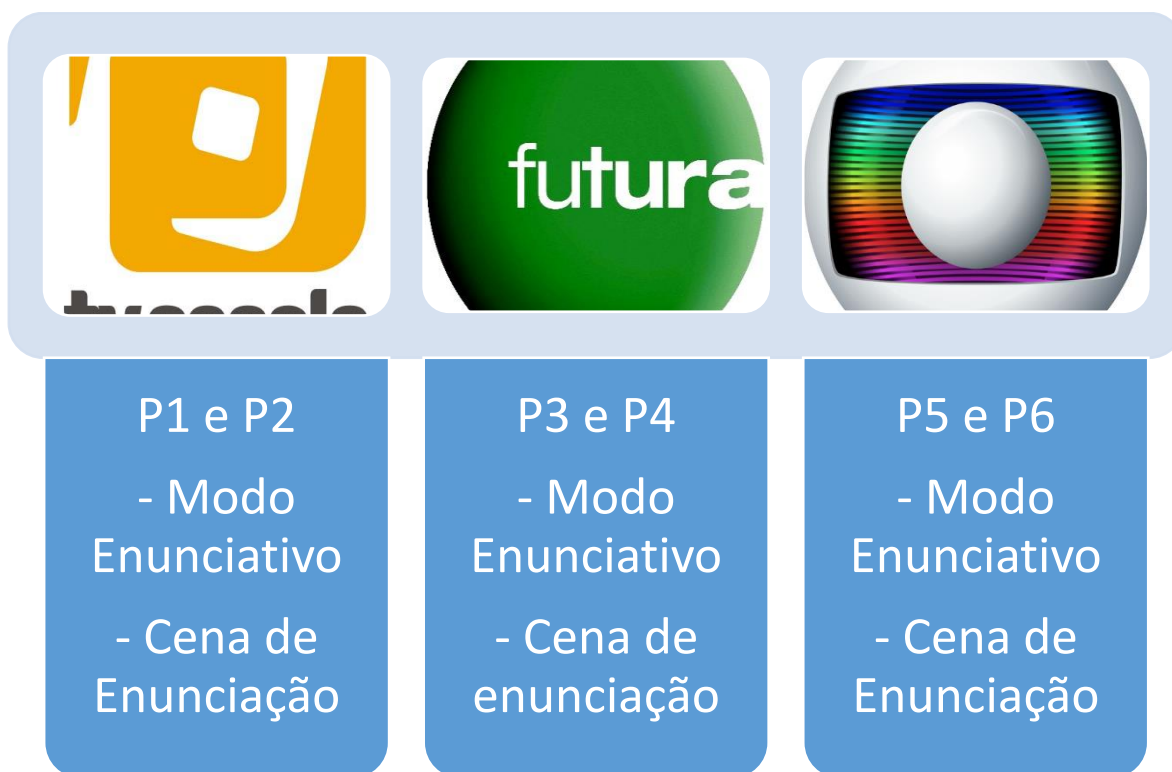 futura
P1 e P2
- Modo
Enunciativo
- Cena de
Enunciação
P3 e P4
- Modo
Enunciativo
- Cena de
enunciação
P5 e P6
- Modo
Enunciativo
- Cena de
Enunciação